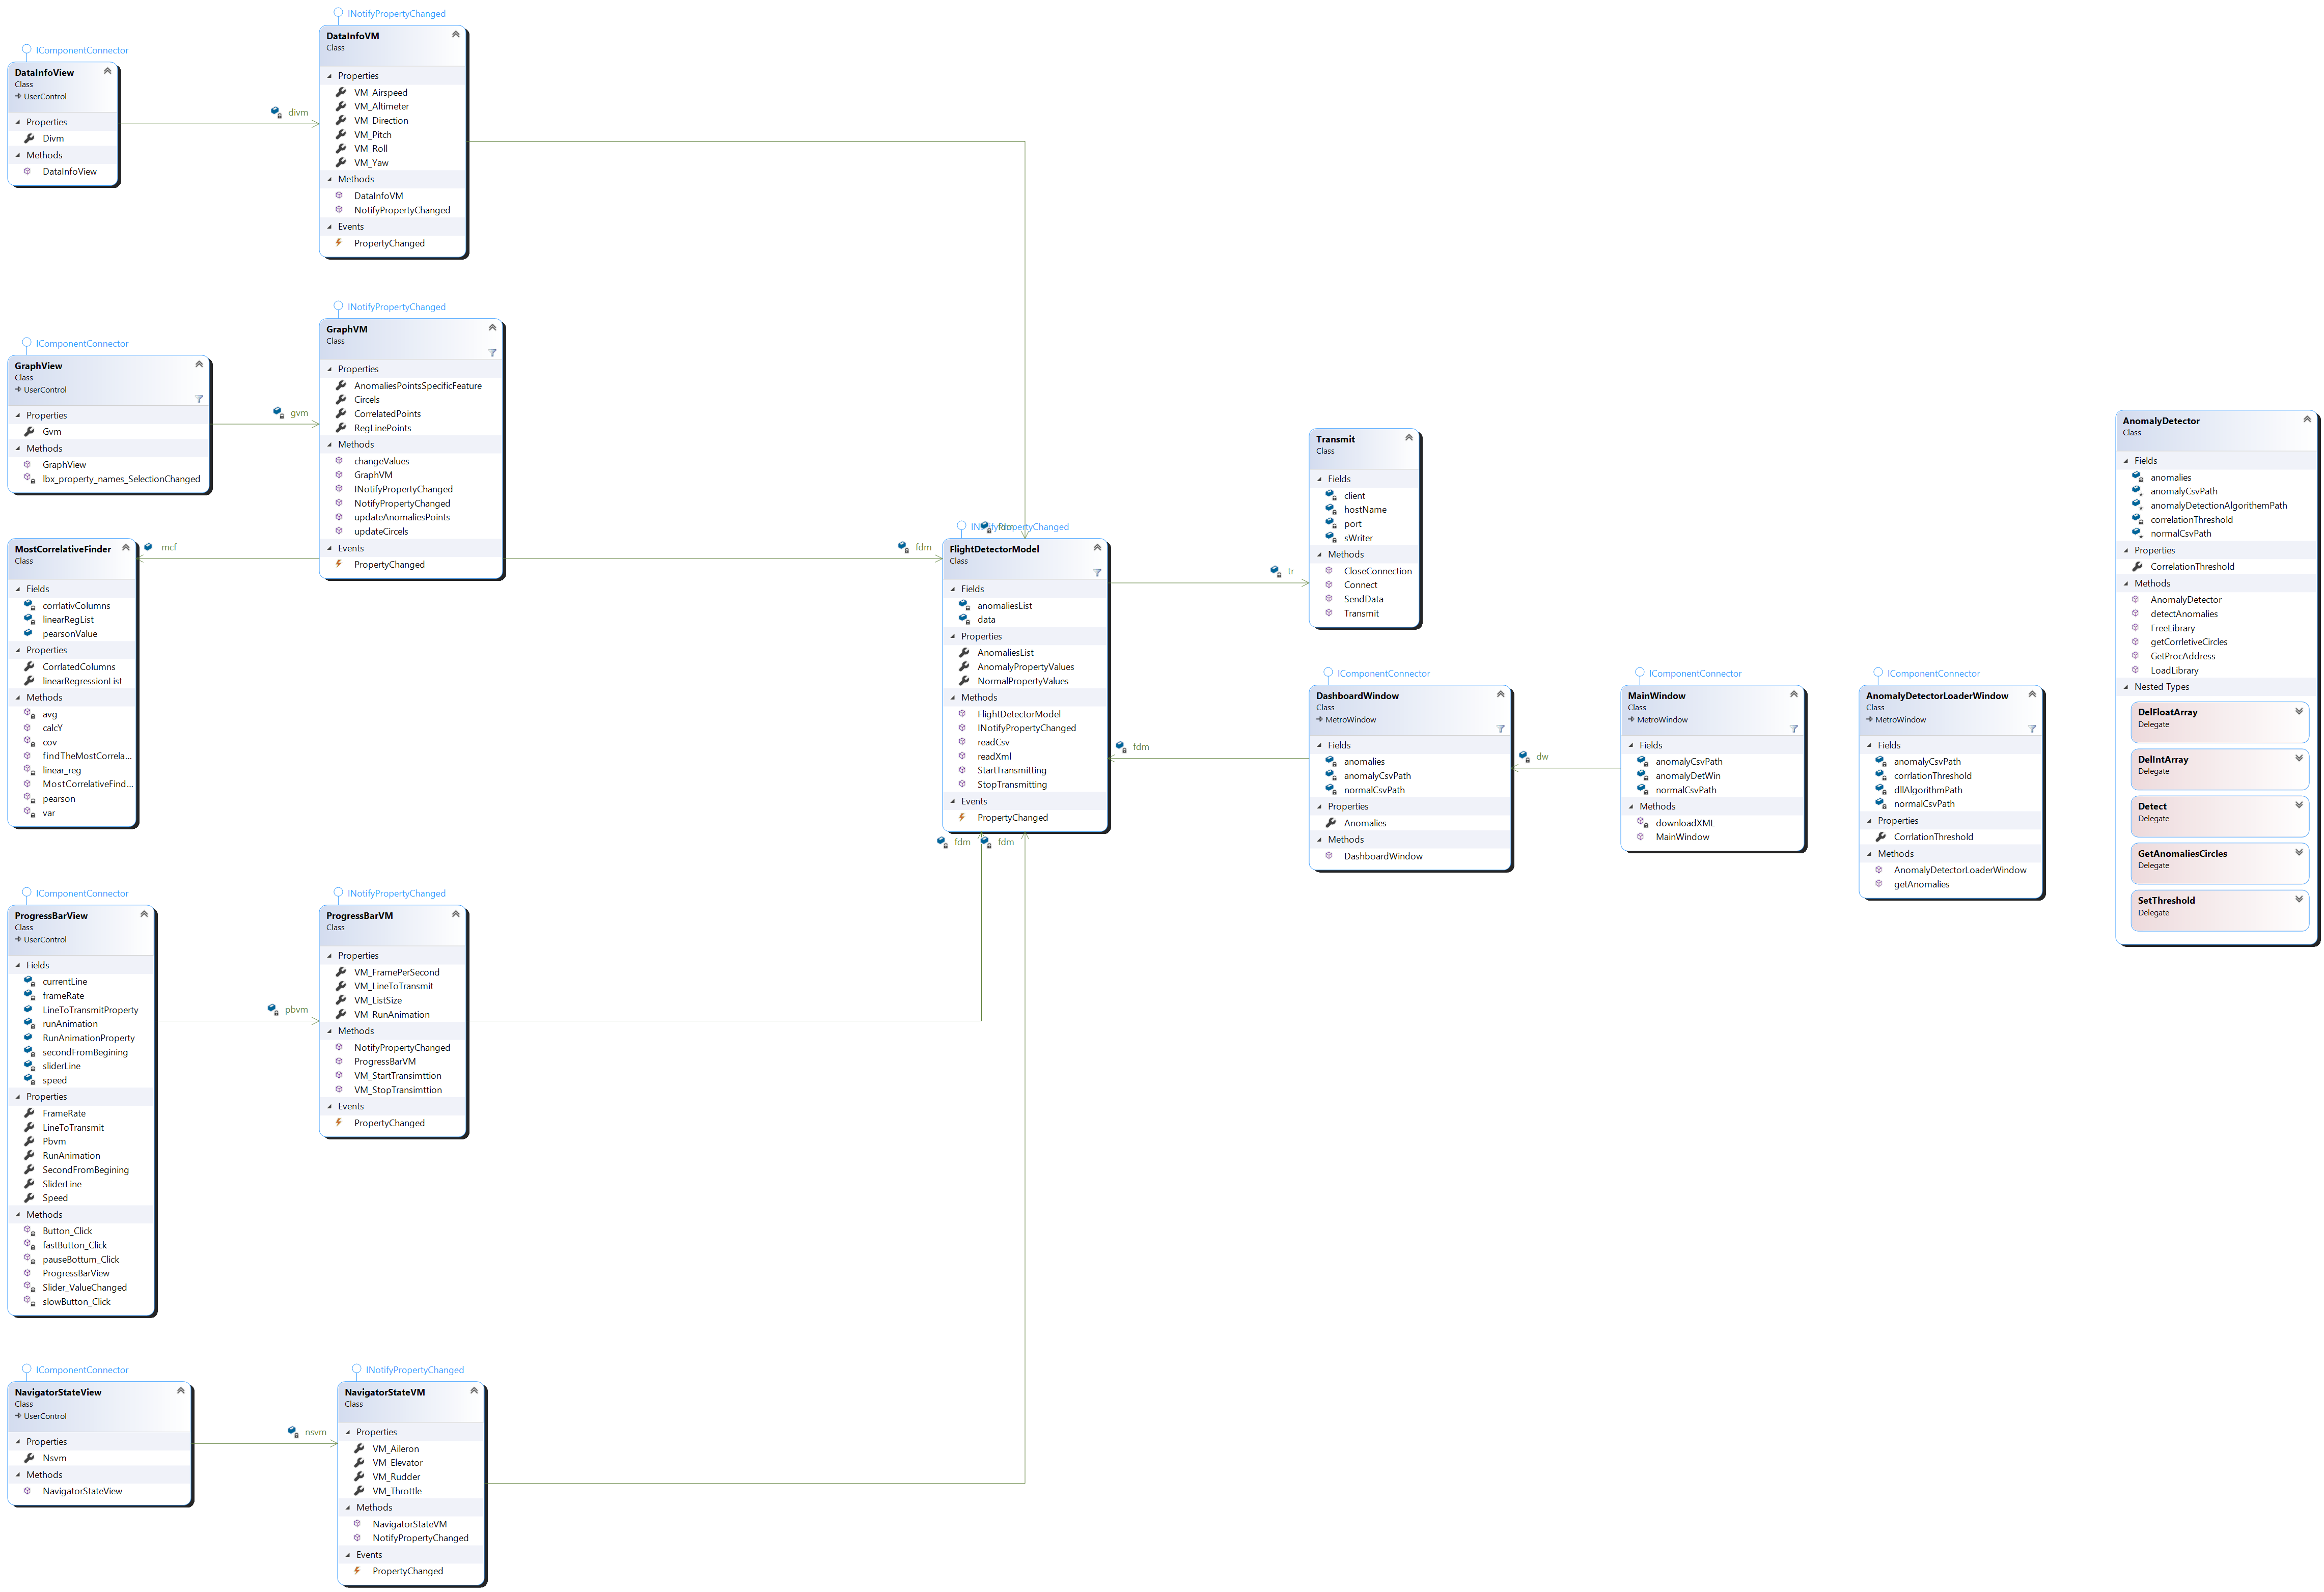 INotifyPropertyChanged
DataInfoVM
Class
Properties
VM_Airspeed
VM_Altimeter
VM_Direction
VM_Pitch
VM_Roll
VM_Yaw
Methods
DataInfoVM
NotifyPropertyChanged
Events
PropertyChanged
IComponentConnector
DataInfoView
Class
UserControl
Properties
Divm
Methods
DataInfoView
divm
INotifyPropertyChanged
GraphVM
Class
Properties
AnomaliesPointsSpecificFeature
Circels
CorrelatedPoints
RegLinePoints
Methods
changeValues
GraphVM
INotifyPropertyChanged
NotifyPropertyChanged
updateAnomaliesPoints
updateCircels
Events
PropertyChanged
IComponentConnector
GraphView
Class
UserControl
Properties
Gvm
Methods
GraphView
lbx_property_names_SelectionChanged
gvm
MostCorrelativeFinder
Class
Fields
corrlativColumns
linearRegList
pearsonValue
Properties
CorrlatedColumns
linearRegressionList
Methods
avg
calcY
cov
findTheMostCorrela...
linear_reg
MostCorrelativeFind...
pearson
var
mcf
fdm
INotifyPropertyChanged
fdm
FlightDetectorModel
Class
Fields
anomaliesList
data
Properties
AnomaliesList
AnomalyPropertyValues
NormalPropertyValues
Methods
FlightDetectorModel
INotifyPropertyChanged
readCsv
readXml
StartTransmitting
StopTransmitting
Events
PropertyChanged
fdm
fdm
tr
Transmit
Class
Fields
client
hostName
port
sWriter
Methods
CloseConnection
Connect
SendData
Transmit
fdm
IComponentConnector
DashboardWindow
Class
MetroWindow
Fields
anomalies
anomalyCsvPath
normalCsvPath
Properties
Anomalies
Methods
DashboardWindow
dw
IComponentConnector
MainWindow
Class
MetroWindow
Fields
anomalyCsvPath
anomalyDetWin
normalCsvPath
Methods
downloadXML
MainWindow
IComponentConnector
AnomalyDetectorLoaderWindow
Class
MetroWindow
Fields
anomalyCsvPath
corrlationThreshold
dllAlgorithmPath
normalCsvPath
Properties
CorrlationThreshold
Methods
AnomalyDetectorLoaderWindow
getAnomalies
AnomalyDetector
Class
Fields
anomalies
anomalyCsvPath
anomalyDetectionAlgorithemPath
correlationThreshold
normalCsvPath
Properties
CorrelationThreshold
Methods
AnomalyDetector
detectAnomalies
FreeLibrary
getCorrletiveCircles
GetProcAddress
LoadLibrary
Nested Types
DelFloatArray
Delegate
DelIntArray
Delegate
Detect
Delegate
GetAnomaliesCircles
Delegate
SetThreshold
Delegate
IComponentConnector
ProgressBarView
Class
UserControl
Fields
currentLine
frameRate
LineToTransmitProperty
runAnimation
RunAnimationProperty
secondFromBegining
sliderLine
speed
Properties
FrameRate
LineToTransmit
Pbvm
RunAnimation
SecondFromBegining
SliderLine
Speed
Methods
Button_Click
fastButton_Click
pauseBottum_Click
ProgressBarView
Slider_ValueChanged
slowButton_Click
pbvm
INotifyPropertyChanged
ProgressBarVM
Class
Properties
VM_FramePerSecond
VM_LineToTransmit
VM_ListSize
VM_RunAnimation
Methods
NotifyPropertyChanged
ProgressBarVM
VM_StartTransimttion
VM_StopTransimttion
Events
PropertyChanged
IComponentConnector
NavigatorStateView
Class
UserControl
Properties
Nsvm
Methods
NavigatorStateView
nsvm
INotifyPropertyChanged
NavigatorStateVM
Class
Properties
VM_Aileron
VM_Elevator
VM_Rudder
VM_Throttle
Methods
NavigatorStateVM
NotifyPropertyChanged
Events
PropertyChanged